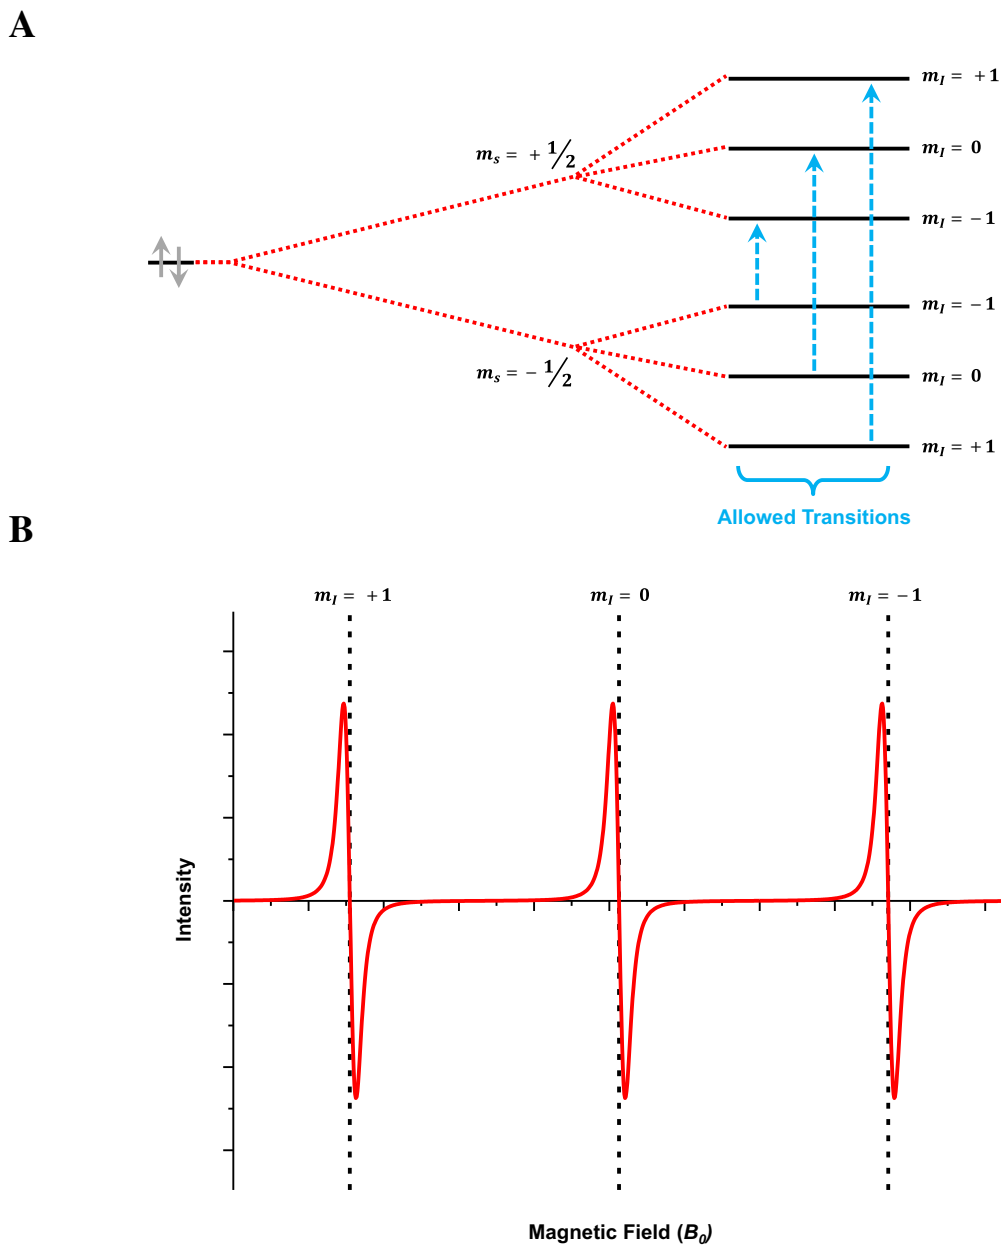 A
m_I = +1
m_s = + 1/2
m_I = 0
m_I = −1
m_I = −1
m_s = − 1/2
m_I = 0
m_I = +1
Allowed Transitions
B
m_I = +1 m_I = 0 m_I = −1
Intensity
Magnetic Field (B_0)